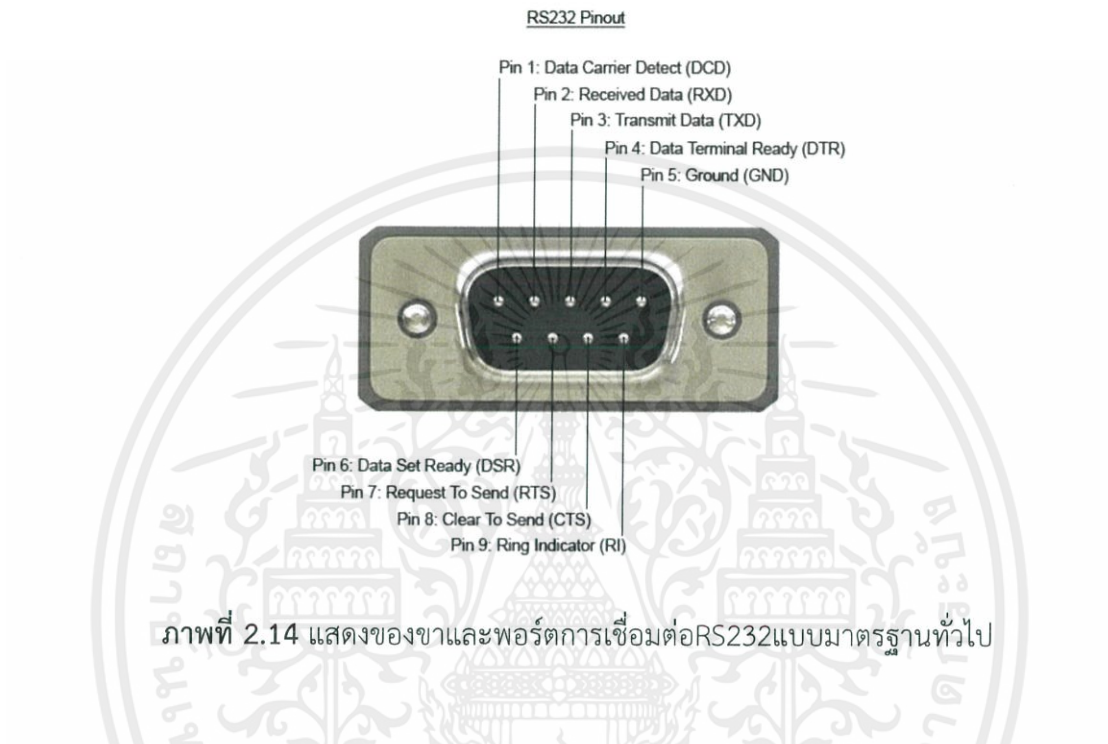 RS232 Pinout
Pin 1: Data Carrier Detect (DCD)
Pin 2: Received Data (RXD)
Pin 3: Transmit Data (TXD)
Pin 4: Data Terminal Ready (DTR)
Pin 5: Ground (GND)
Pin 6: Data Set Ready (DSR)
Pin 7: Request To Send (RTS)
Pin 8: Clear To Send (CTS)
Pin 9: Ring Indicator (RI)
ภาพที่ 2.14 แสดงของขาและพอร์ตการเชื่อมต่อRS232แบบมาตรฐานทั่วไป